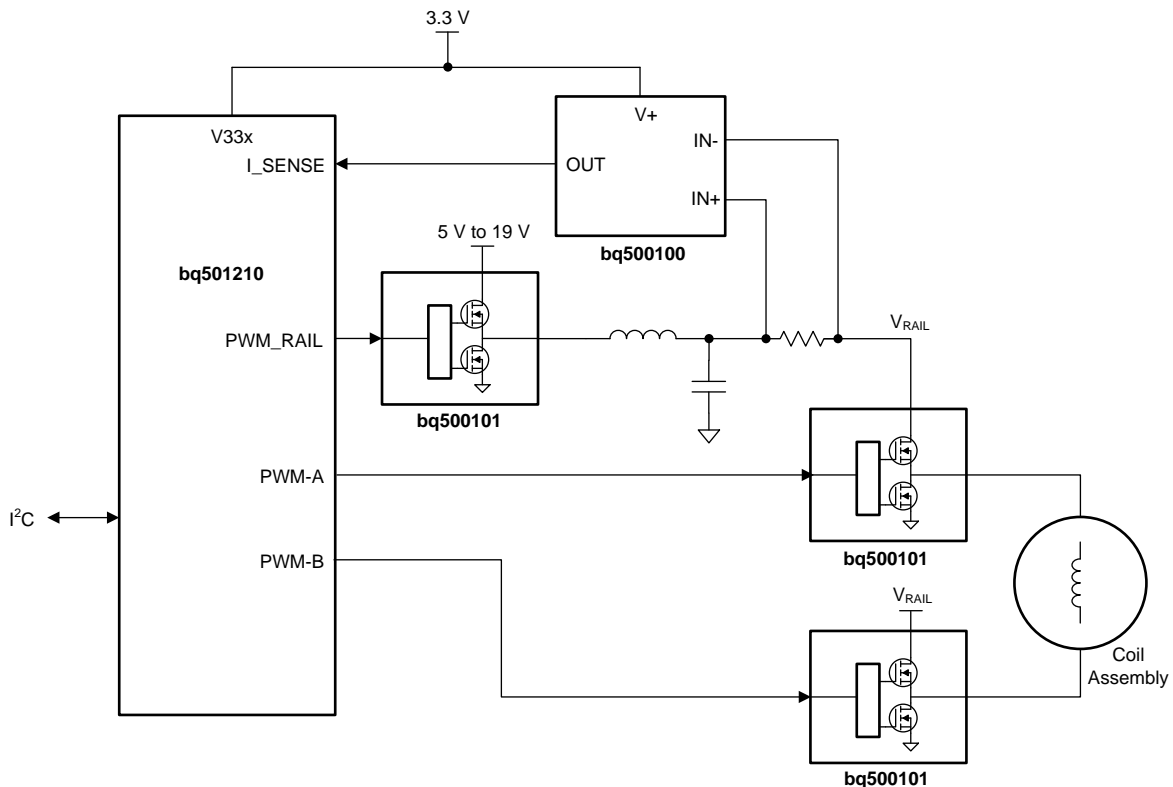 3.3 V
V33x
V+
I_SENSE
OUT
IN-
IN+
bq500100
5 V to 19 V
bq501210
PWM_RAIL
bq500101
VRAIL
PWM-A
bq500101
I²C
PWM-B
VRAIL
bq500101
Coil
Assembly